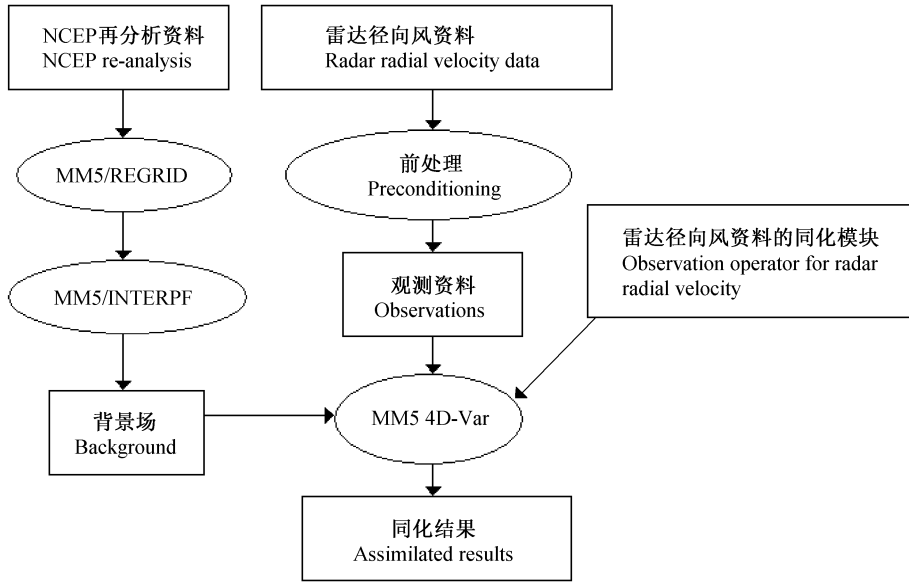 NCEP再分析资料
NCEP re-analysis
雷达径向风资料
Radar radial velocity data
MM5/REGRID
前处理
Preconditioning
雷达径向风资料的同化模块
Observation operator for radar
radial velocity
MM5/INTERPF
观测资料
Observations
背景场
Background
MM5 4D-Var
同化结果
Assimilated results